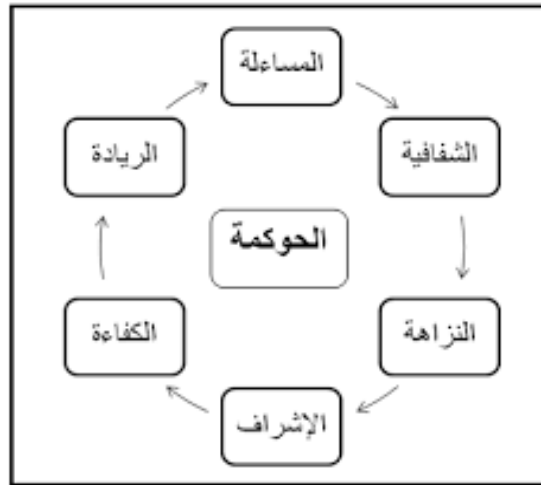 المساءلة
الشفافية
النزاهة
الإشراف
الكفاءة
الريادة
الحوكمة